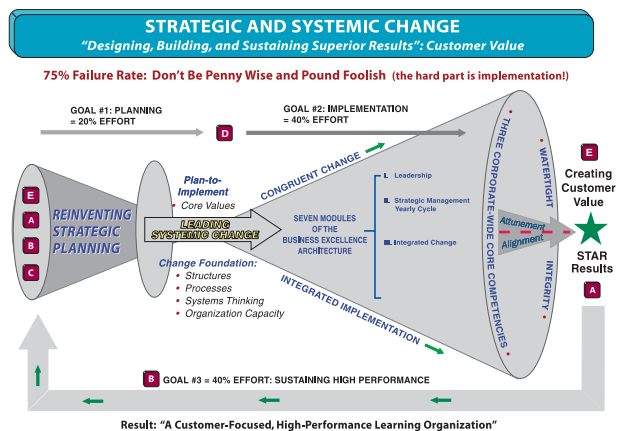 STRATEGIC AND SYSTEMIC CHANGE
“Designing, Building, and Sustaining Superior Results”: Customer Value
75% Failure Rate: Don’t Be Penny Wise and Pound Foolish (the hard part is implementation!)
GOAL #1: PLANNING
= 20% EFFORT
D
GOAL #2: IMPLEMENTATION
= 40% EFFORT
E
A
B
C
REINVENTING
STRATEGIC
PLANNING
Plan-to-
Implement
• Core Values
LEADING
SYSTEMIC CHANGE
Change Foundation:
• Structures
• Processes
• Systems Thinking
• Organization Capacity
CONGRUENT CHANGE
SEVEN MODULES
OF THE
BUSINESS EXCELLENCE
ARCHITECTURE
I. Leadership
II. Strategic Management
Yearly Cycle
III. Integrated Change
INTEGRATED IMPLEMENTATION
• THREE CORPORATE-WIDE CORE COMPETENCIES •
• WATERTIGHT
INTEGRITY •
Attunement
Alignment
E
Creating
Customer
Value
STAR
Results
A
B
GOAL #3 = 40% EFFORT: SUSTAINING HIGH PERFORMANCE
Result: “A Customer-Focused, High-Performance Learning Organization”